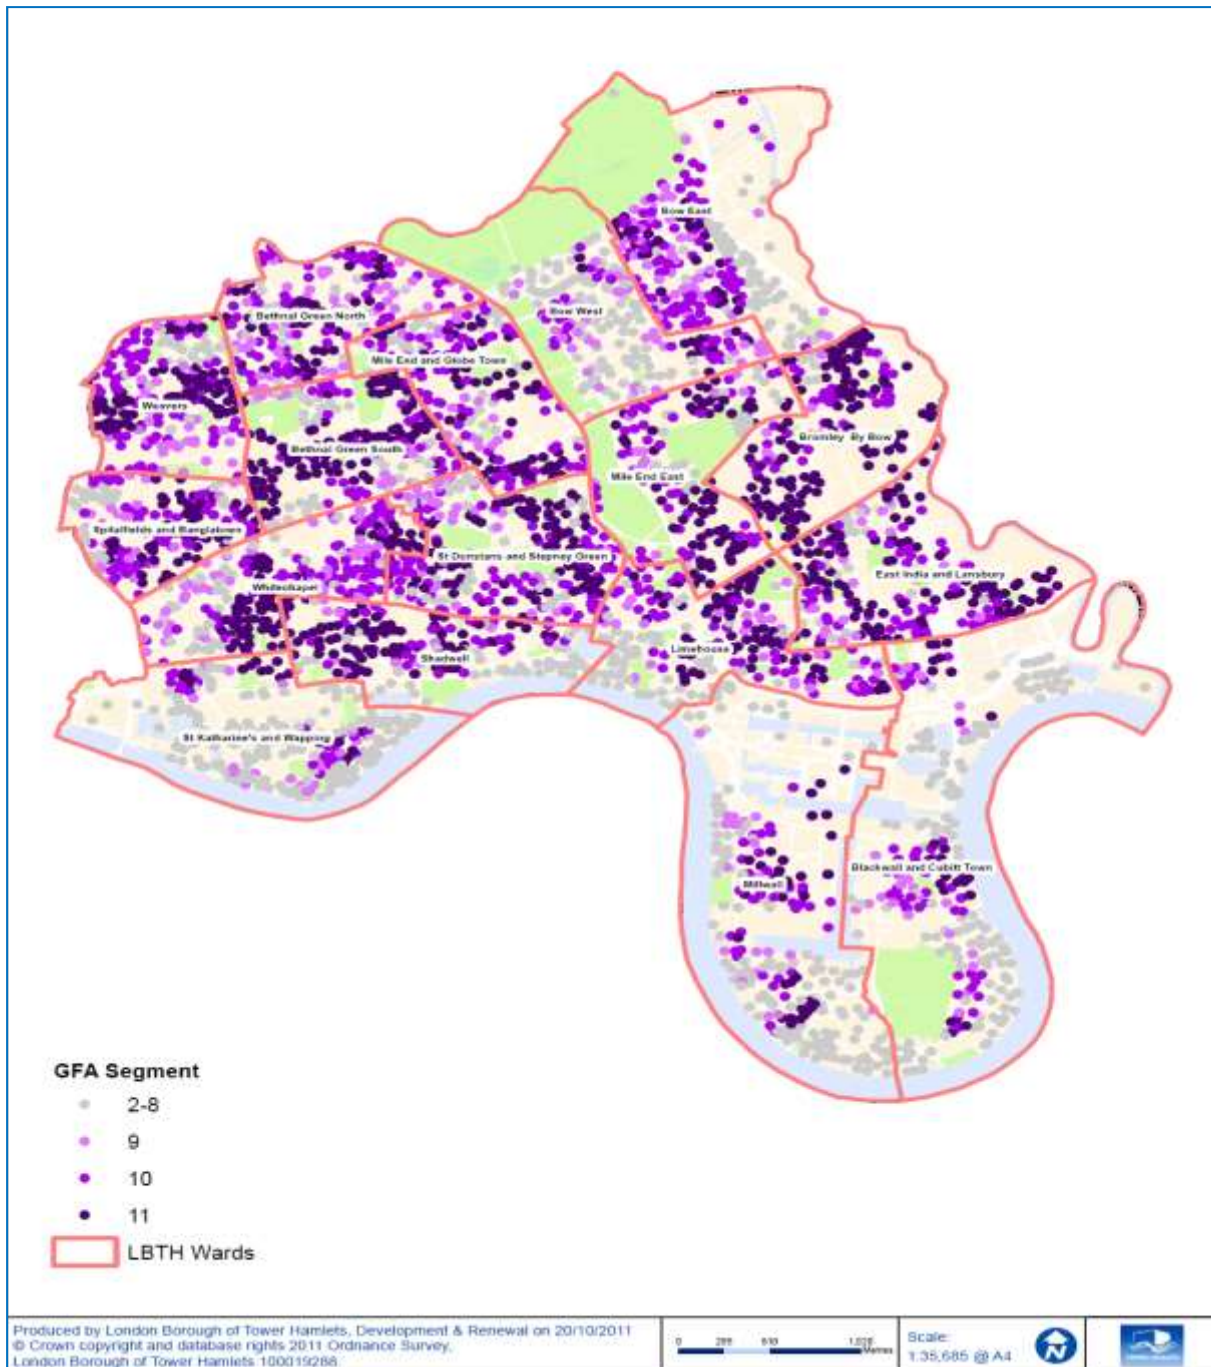 Bow East
Bow West
Bethnal Green North
Mile End and Globe Town
Weavers
Bromley By Bow
Bethnal Green South
Mile End East
Spitalfields and Banglatown
St Dunstans and Stepney Green
East India and Lansbury
Whitechapel
Limehouse
Shadwell
St Katharine's and Wapping
Blackwall and Cubitt Town
Millwall
GFA Segment
2-8
9
10
11
LBTH Wards
Produced by London Borough of Tower Hamlets, Development & Renewal on 20/10/2011
© Crown copyright and database rights 2011 Ordnance Survey,
London Borough of Tower Hamlets 100019288
0
Metres
Scale:
1:35,685 @ A4
N